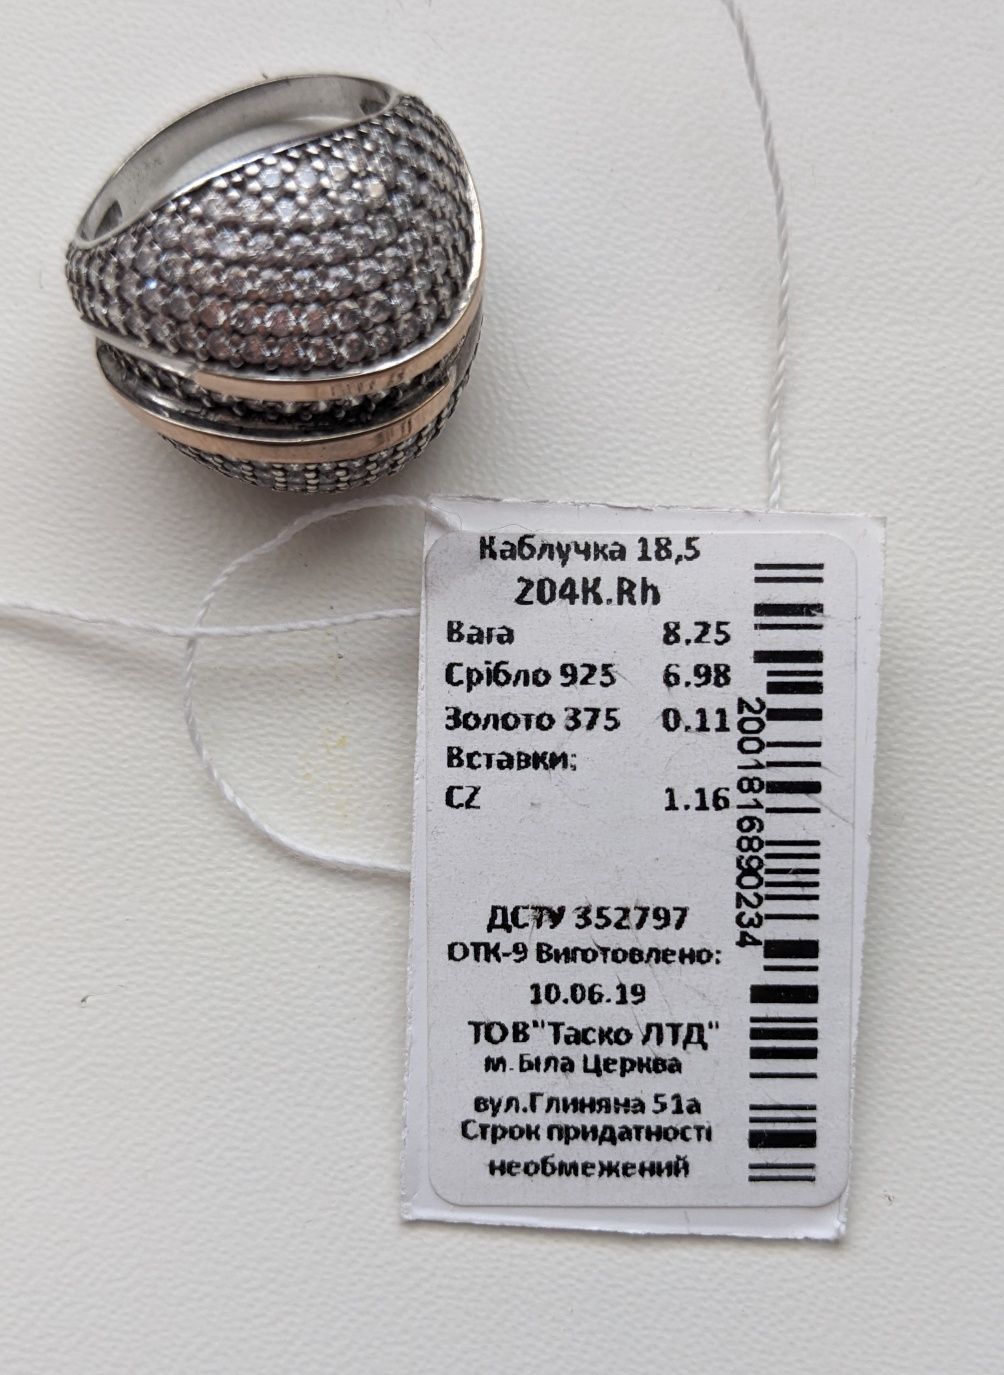 Каблучка 18,5
204К.Rh
Вага 8.25
Срібло 925 6.98
Золото 375 0.11
Вставки:
CZ 1.16
ДСТУ 352797
ОТК-9 Виготовлено:
10.06.19
ТОВ"Таско ЛТД"
м.Біла Церква
вул.Глиняна 51а
Строк придатності
необмежений
2001816890234